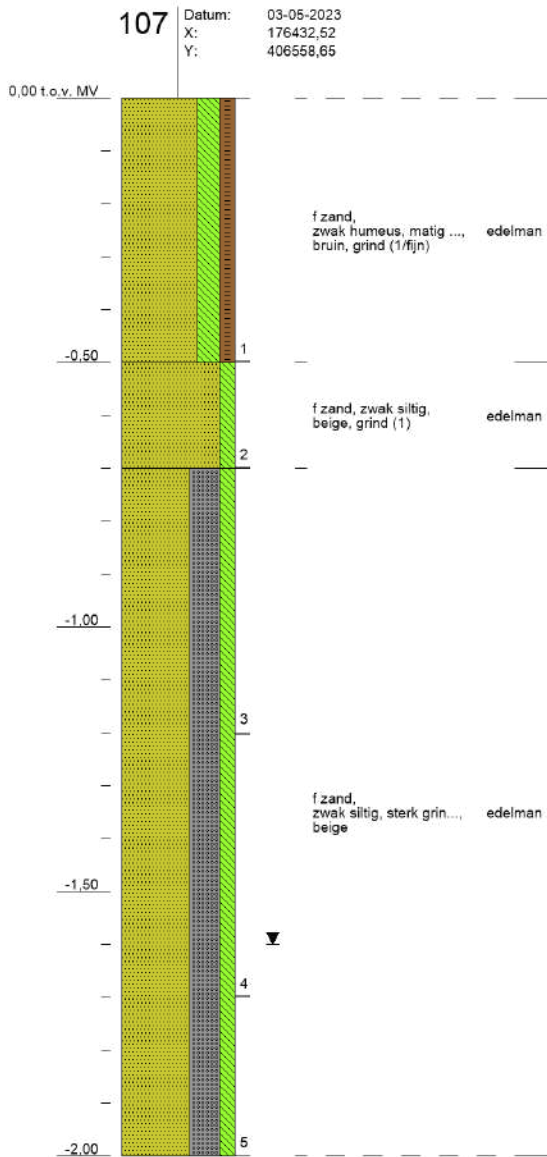 107
Datum: 03-05-2023
X: 176432,52
Y: 406558,65
0,00 t.o.v. MV
f zand,
zwak humeus, matig ..., edelman
bruin, grind (1/fijn)
1
-0,50
f zand, zwak siltig, edelman
beige, grind (1)
2
-1,00
3
f zand,
zwak siltig, sterk grin..., edelman
beige
-1,50
4
5
-2,00